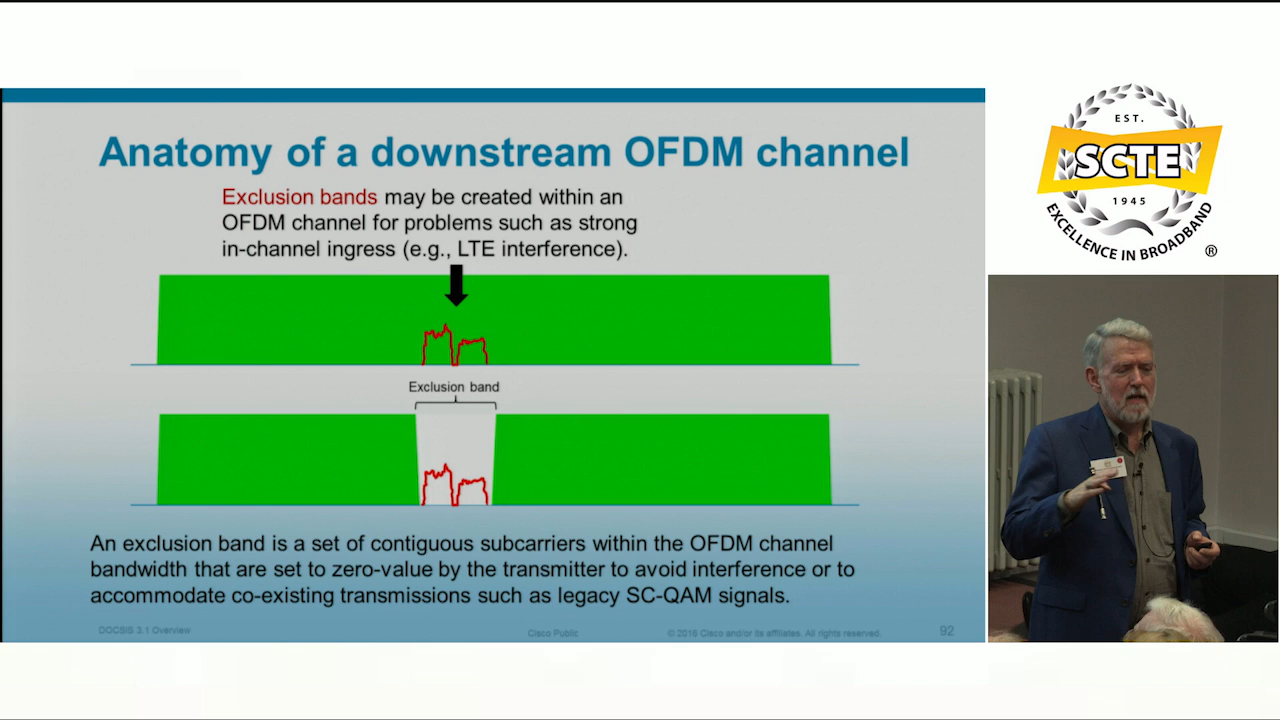 Anatomy of a downstream OFDM channel
Exclusion bands may be created within an
OFDM channel for problems such as strong
in-channel ingress (e.g., LTE interference).
Exclusion band
An exclusion band is a set of contiguous subcarriers within the OFDM channel
bandwidth that are set to zero-value by the transmitter to avoid interference or to
accommodate co-existing transmissions such as legacy SC-QAM signals.
DOCSIS 3.1 Overview
Cisco Public
© 2016 Cisco and/or its affiliates. All rights reserved.
92
EST.
SCTE
1945
EXCELLENCE IN BROADBAND
®